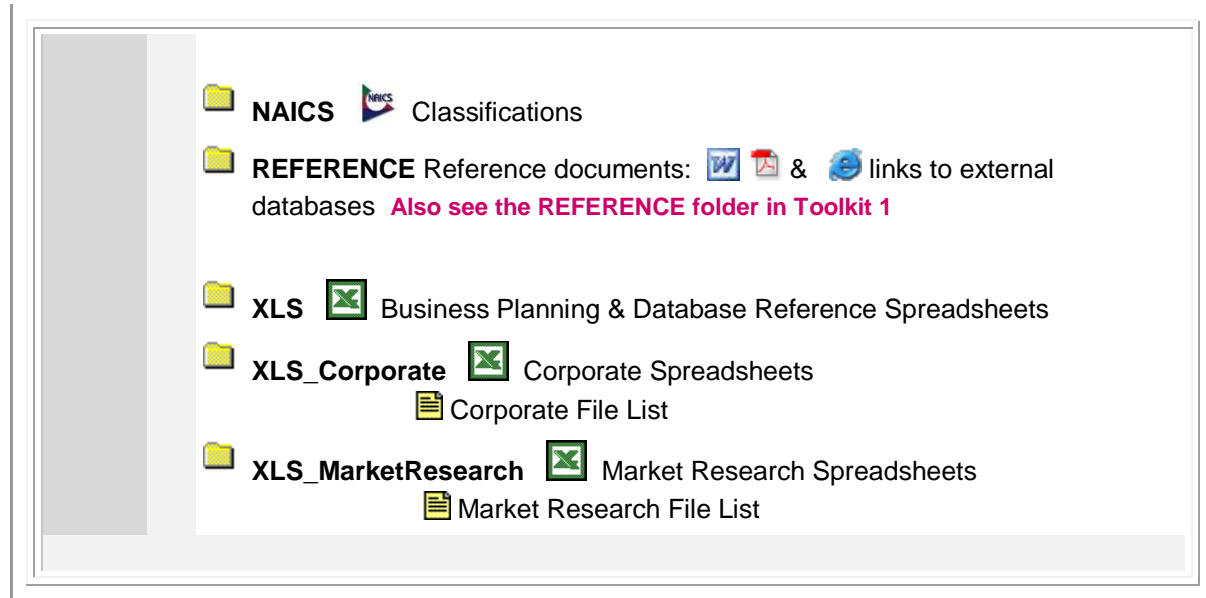 NAICS NAICS Classifications
REFERENCE Reference documents: W & e links to external
databases Also see the REFERENCE folder in Toolkit 1
XLS X Business Planning & Database Reference Spreadsheets
XLS_Corporate X Corporate Spreadsheets
Corporate File List
XLS_MarketResearch X Market Research Spreadsheets
Market Research File List